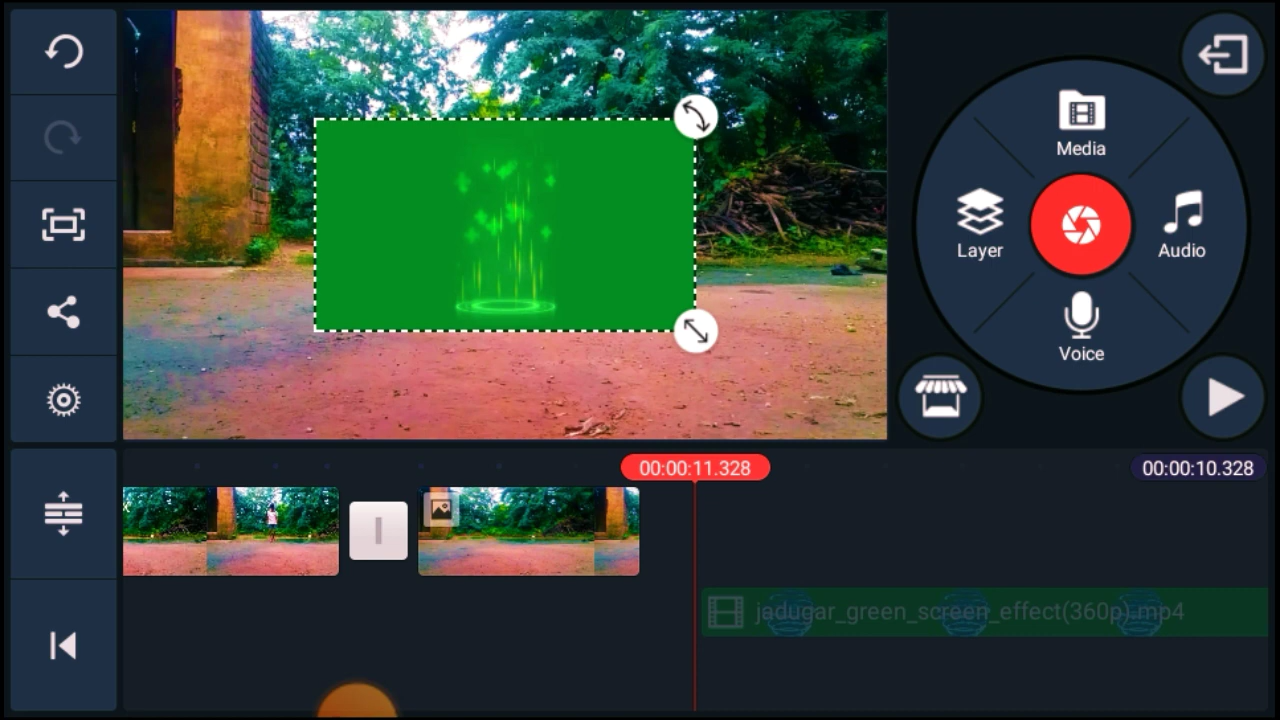 Media
Layer
Audio
Voice
00:00:11.328
00:00:10.328
jadugar_green_screen_effect(360p).mp4